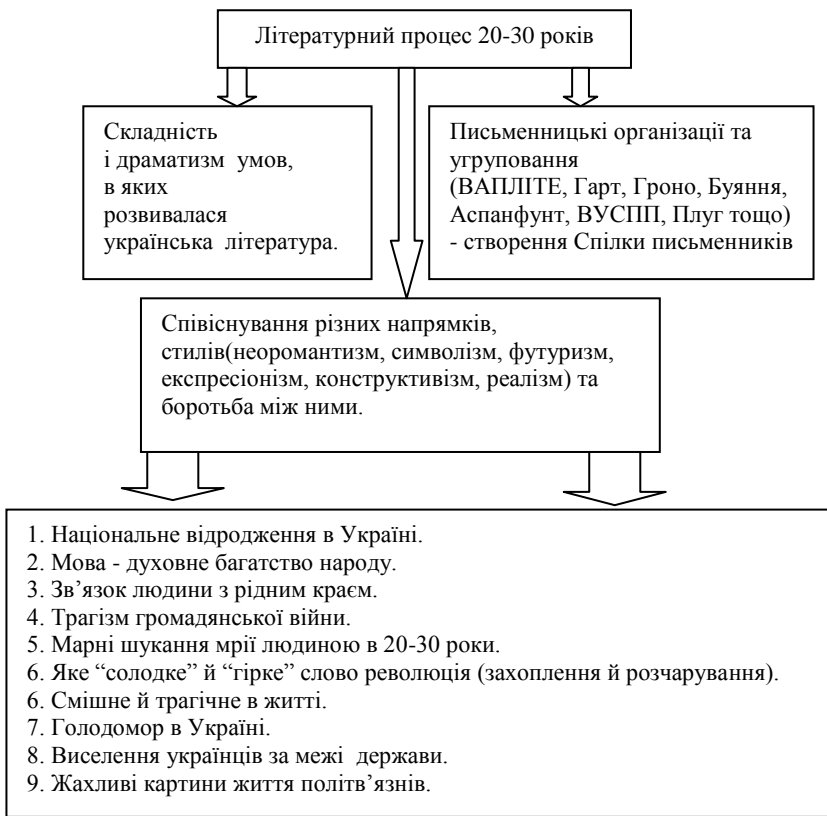 Літературний процес 20-30 років
Складність
і драматизм умов,
в яких
розвивалася
українська література.
Письменницькі організації та
угруповання
(ВАПЛІТЕ, Гарт, Гроно, Буяння,
Аспанфунт, ВУСПП, Плуг тощо)
- створення Спілки письменників
Співіснування різних напрямків,
стилів(неоромантизм, символізм, футуризм,
експресіонізм, конструктивізм, реалізм) та
боротьба між ними.
1. Національне відродження в Україні.
2. Мова - духовне багатство народу.
3. Зв’язок людини з рідним краєм.
4. Трагізм громадянської війни.
5. Марні шукання мрії людиною в 20-30 роки.
6. Яке “солодке” й “гірке” слово революція (захоплення й розчарування).
6. Смішне й трагічне в житті.
7. Голодомор в Україні.
8. Виселення українців за межі держави.
9. Жахливі картини життя політв’язнів.